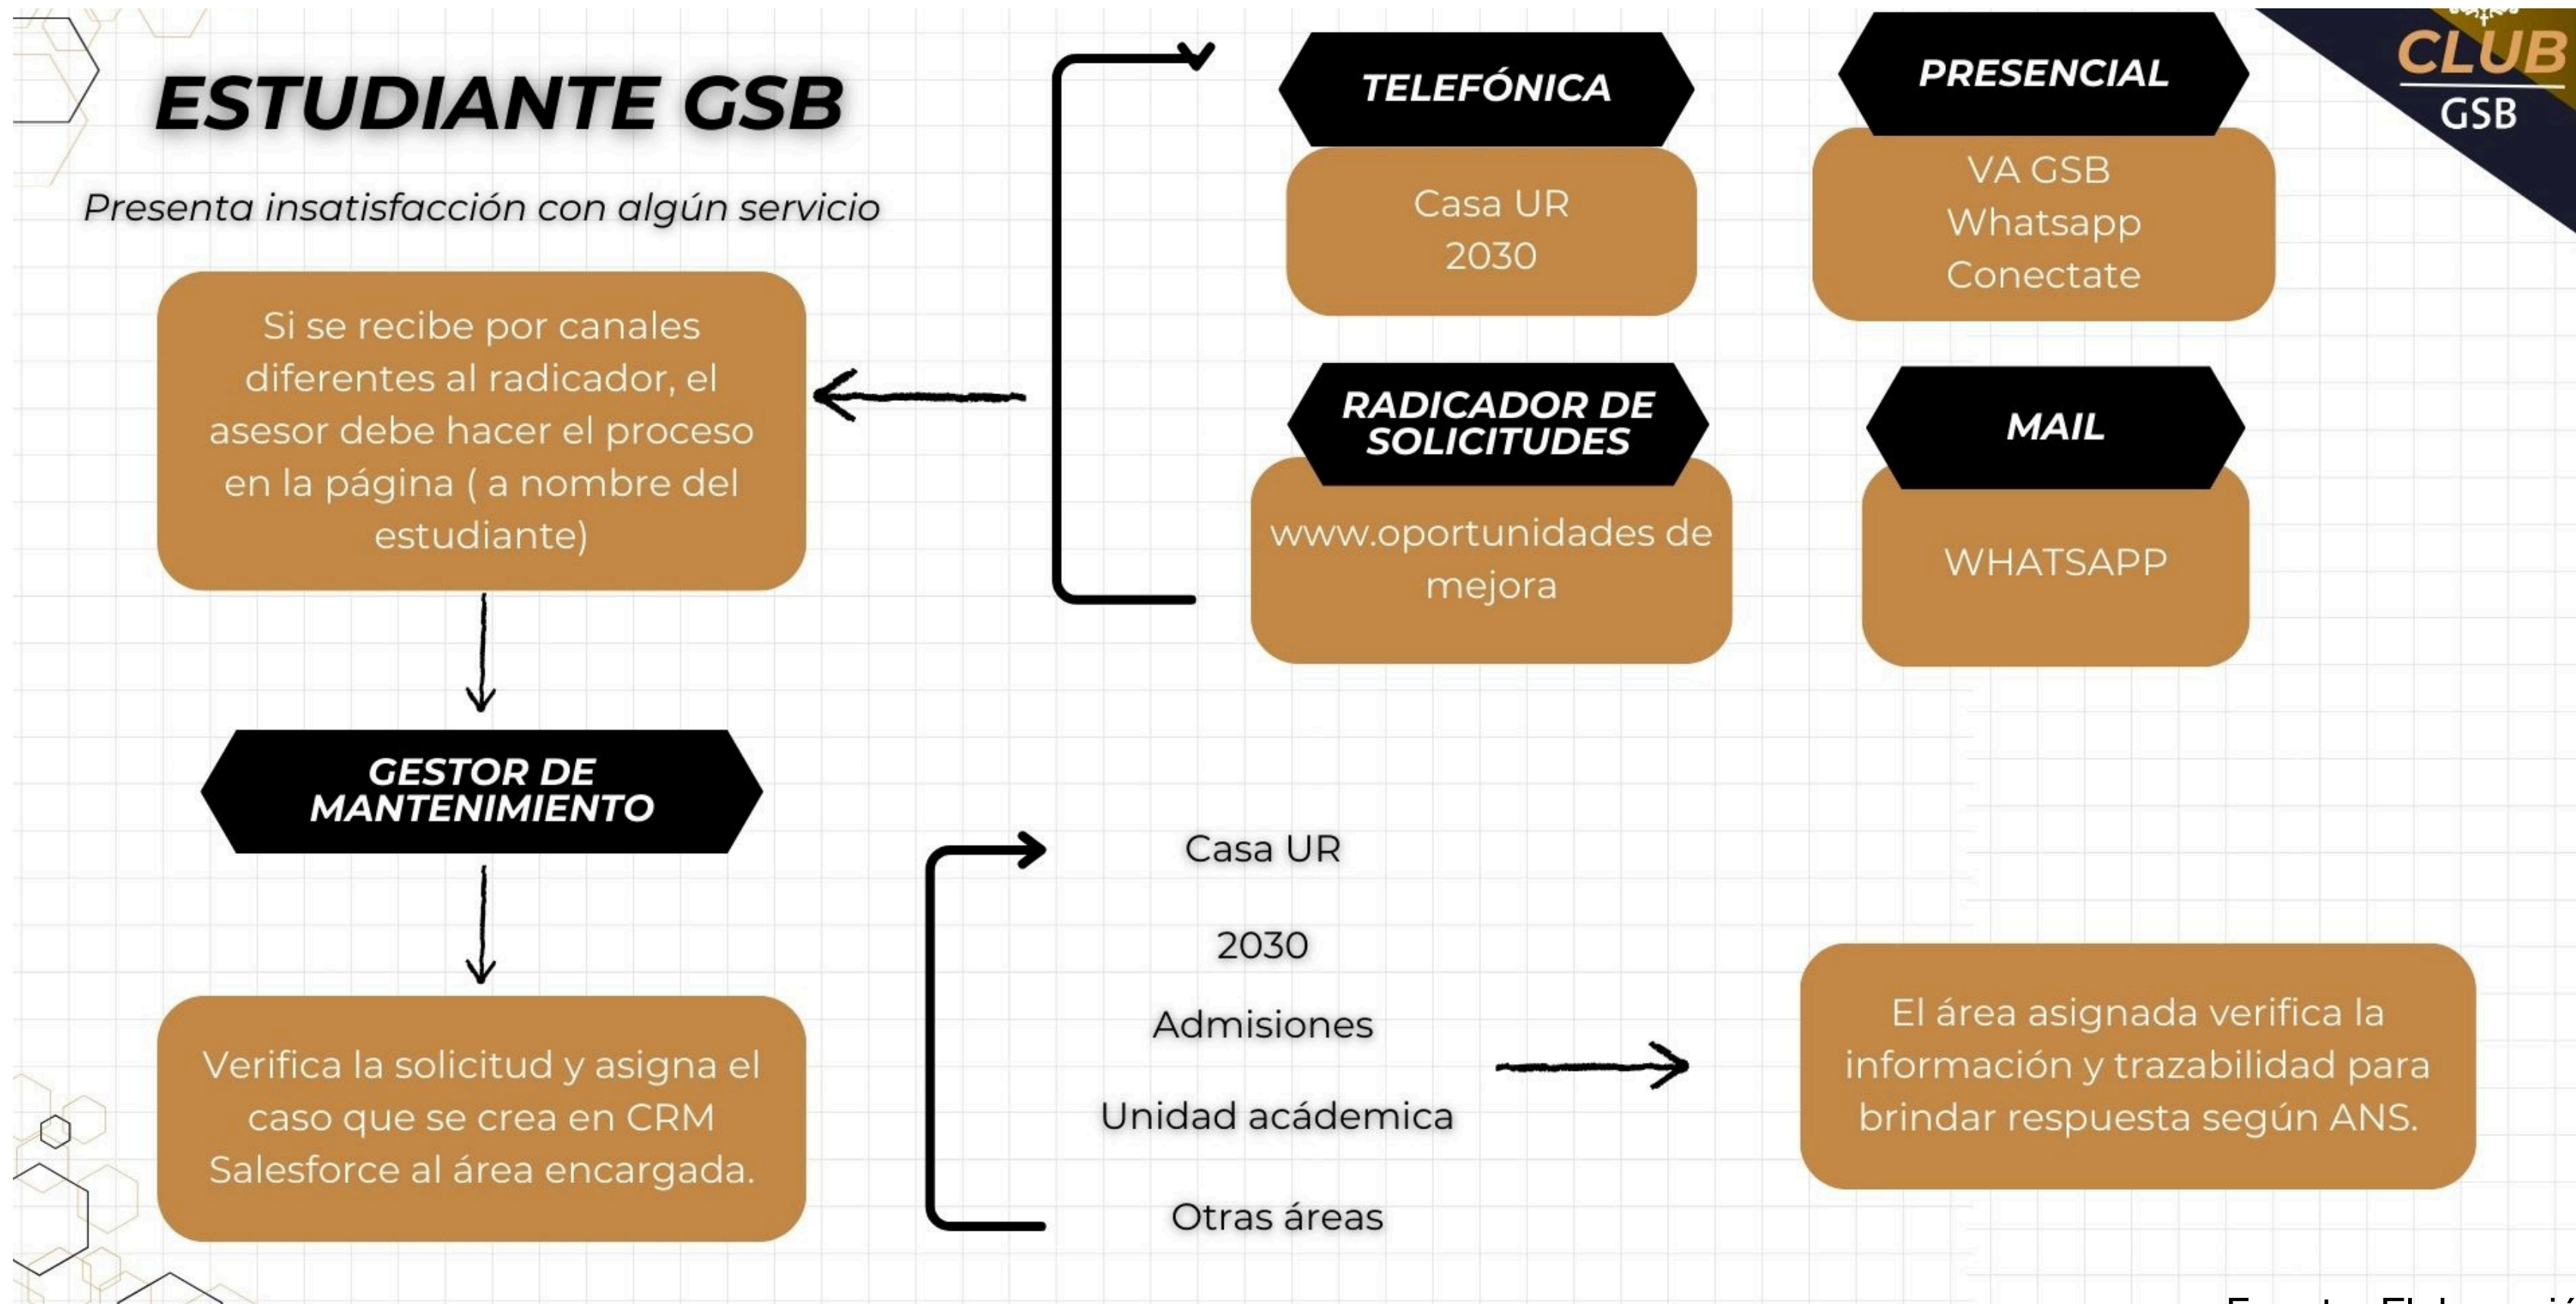 ESTUDIANTE GSB
Presenta insatisfacción con algún servicio
Si se recibe por canales
diferentes al radicador, el
asesor debe hacer el proceso
en la página ( a nombre del
estudiante)
TELEFÓNICA
Casa UR
2030
PRESENCIAL
VA GSB
Whatsapp
Conectate
CLUB
GSB
RADICADOR DE
SOLICITUDES
www.oportunidades de
mejora
MAIL
WHATSAPP
GESTOR DE
MANTENIMIENTO
Verifica la solicitud y asigna el
caso que se crea en CRM
Salesforce al área encargada.
Casa UR
2030
Admisiones
Unidad acádemica
Otras áreas
El área asignada verifica la
información y trazabilidad para
brindar respuesta según ANS.